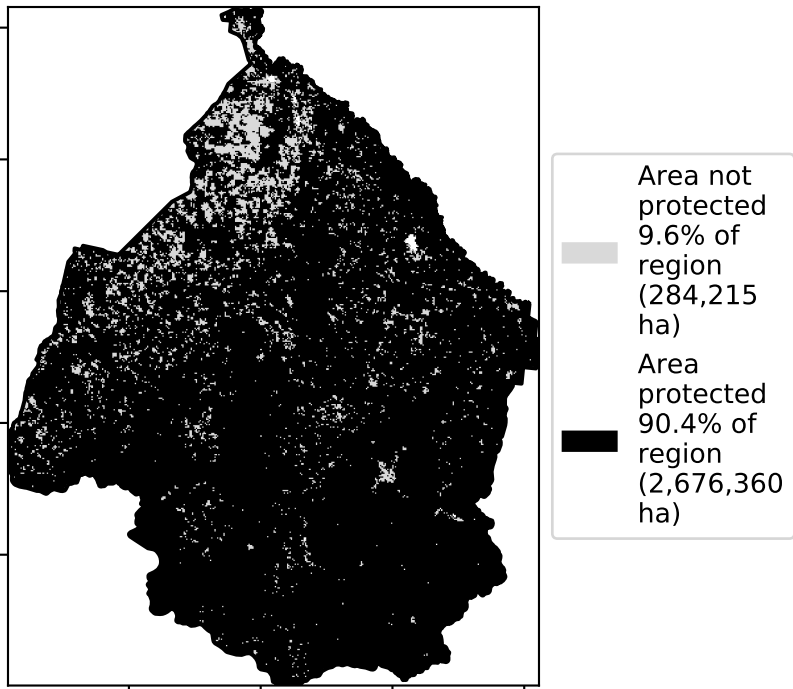 Area not
protected
9.6% of
region
(284,215
ha)
Area
protected
90.4% of
region
(2,676,360
ha)